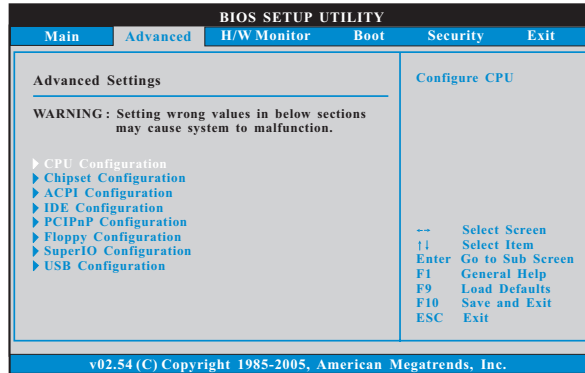 BIOS SETUP UTILITY
Main Advanced H/W Monitor Boot Security Exit
Advanced Settings
WARNING : Setting wrong values in below sections
may cause system to malfunction.
CPU Configuration
Chipset Configuration
ACPI Configuration
IDE Configuration
PCIPnP Configuration
Floppy Configuration
SuperIO Configuration
USB Configuration
Configure CPU
←→ Select Screen
↑↓ Select Item
Enter Go to Sub Screen
F1 General Help
F9 Load Defaults
F10 Save and Exit
ESC Exit
v02.54 (C) Copyright 1985-2005, American Megatrends, Inc.